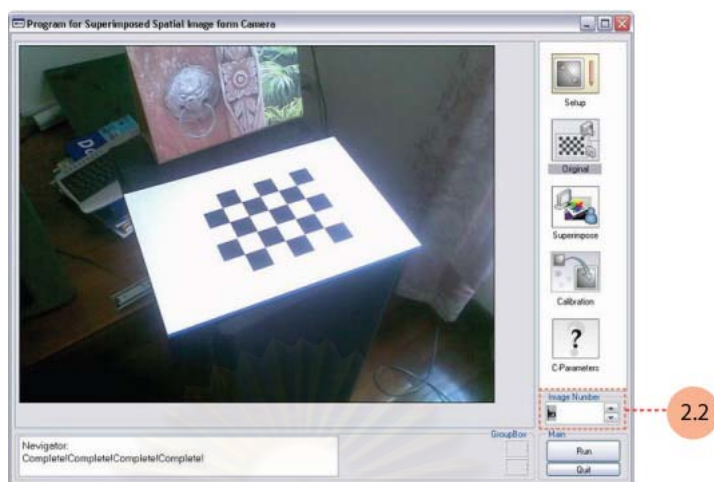 Program for Superimposed Spatial Image form Camera
Setup
Original
Superimpose
Calibration
C-Parameters
Image Number
2.2
Nevigator:
Complete!Complete!Complete!Complete!
GroupBox
Main
Run
Quit